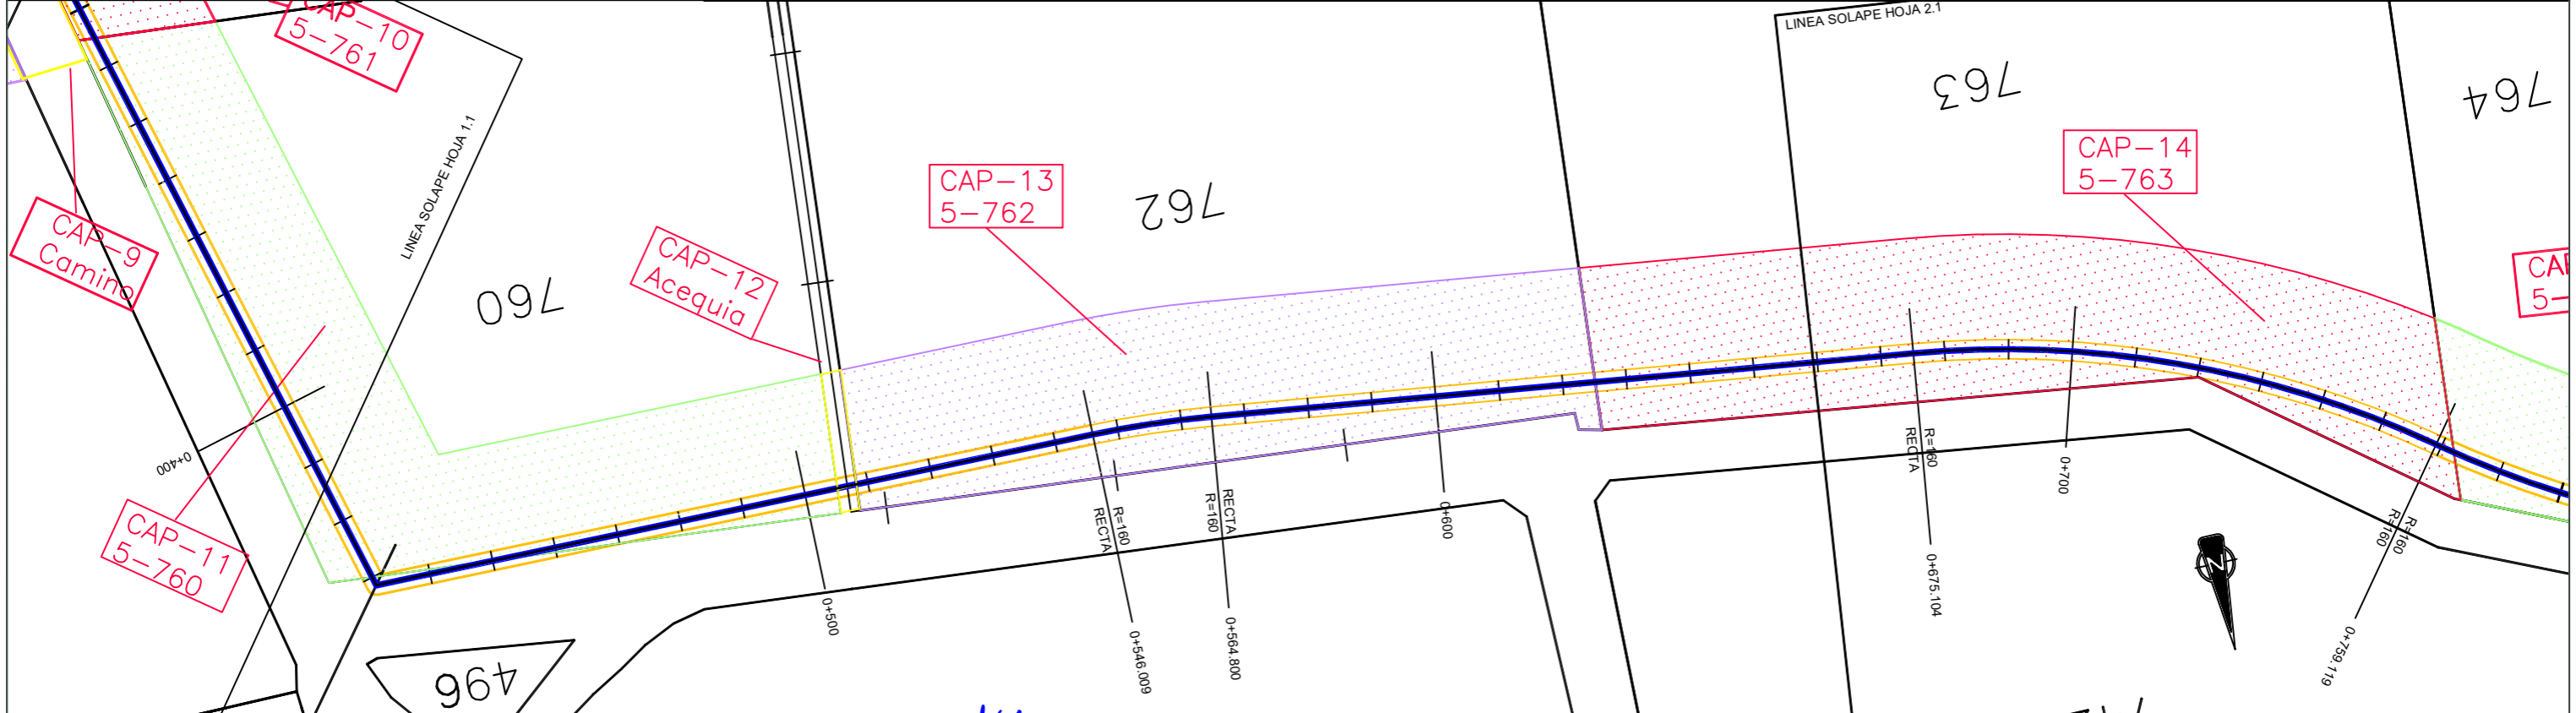 CAP-10
5-761
LINEA SOLAPE HOJA 1.1
CAP-9
Camino
760
CAP-12
Acequia
CAP-13
5-762
762
LINEA SOLAPE HOJA 2.1
763
764
CAP-14
5-763
0+400
CAP-11
5-760
496
0+500
RECTA
R=160
0+546.009
R=160
RECTA
0+564.800
0+600
RECTA
R=160
0+675.104
0+700
R=160
R=160
0+759.119
N